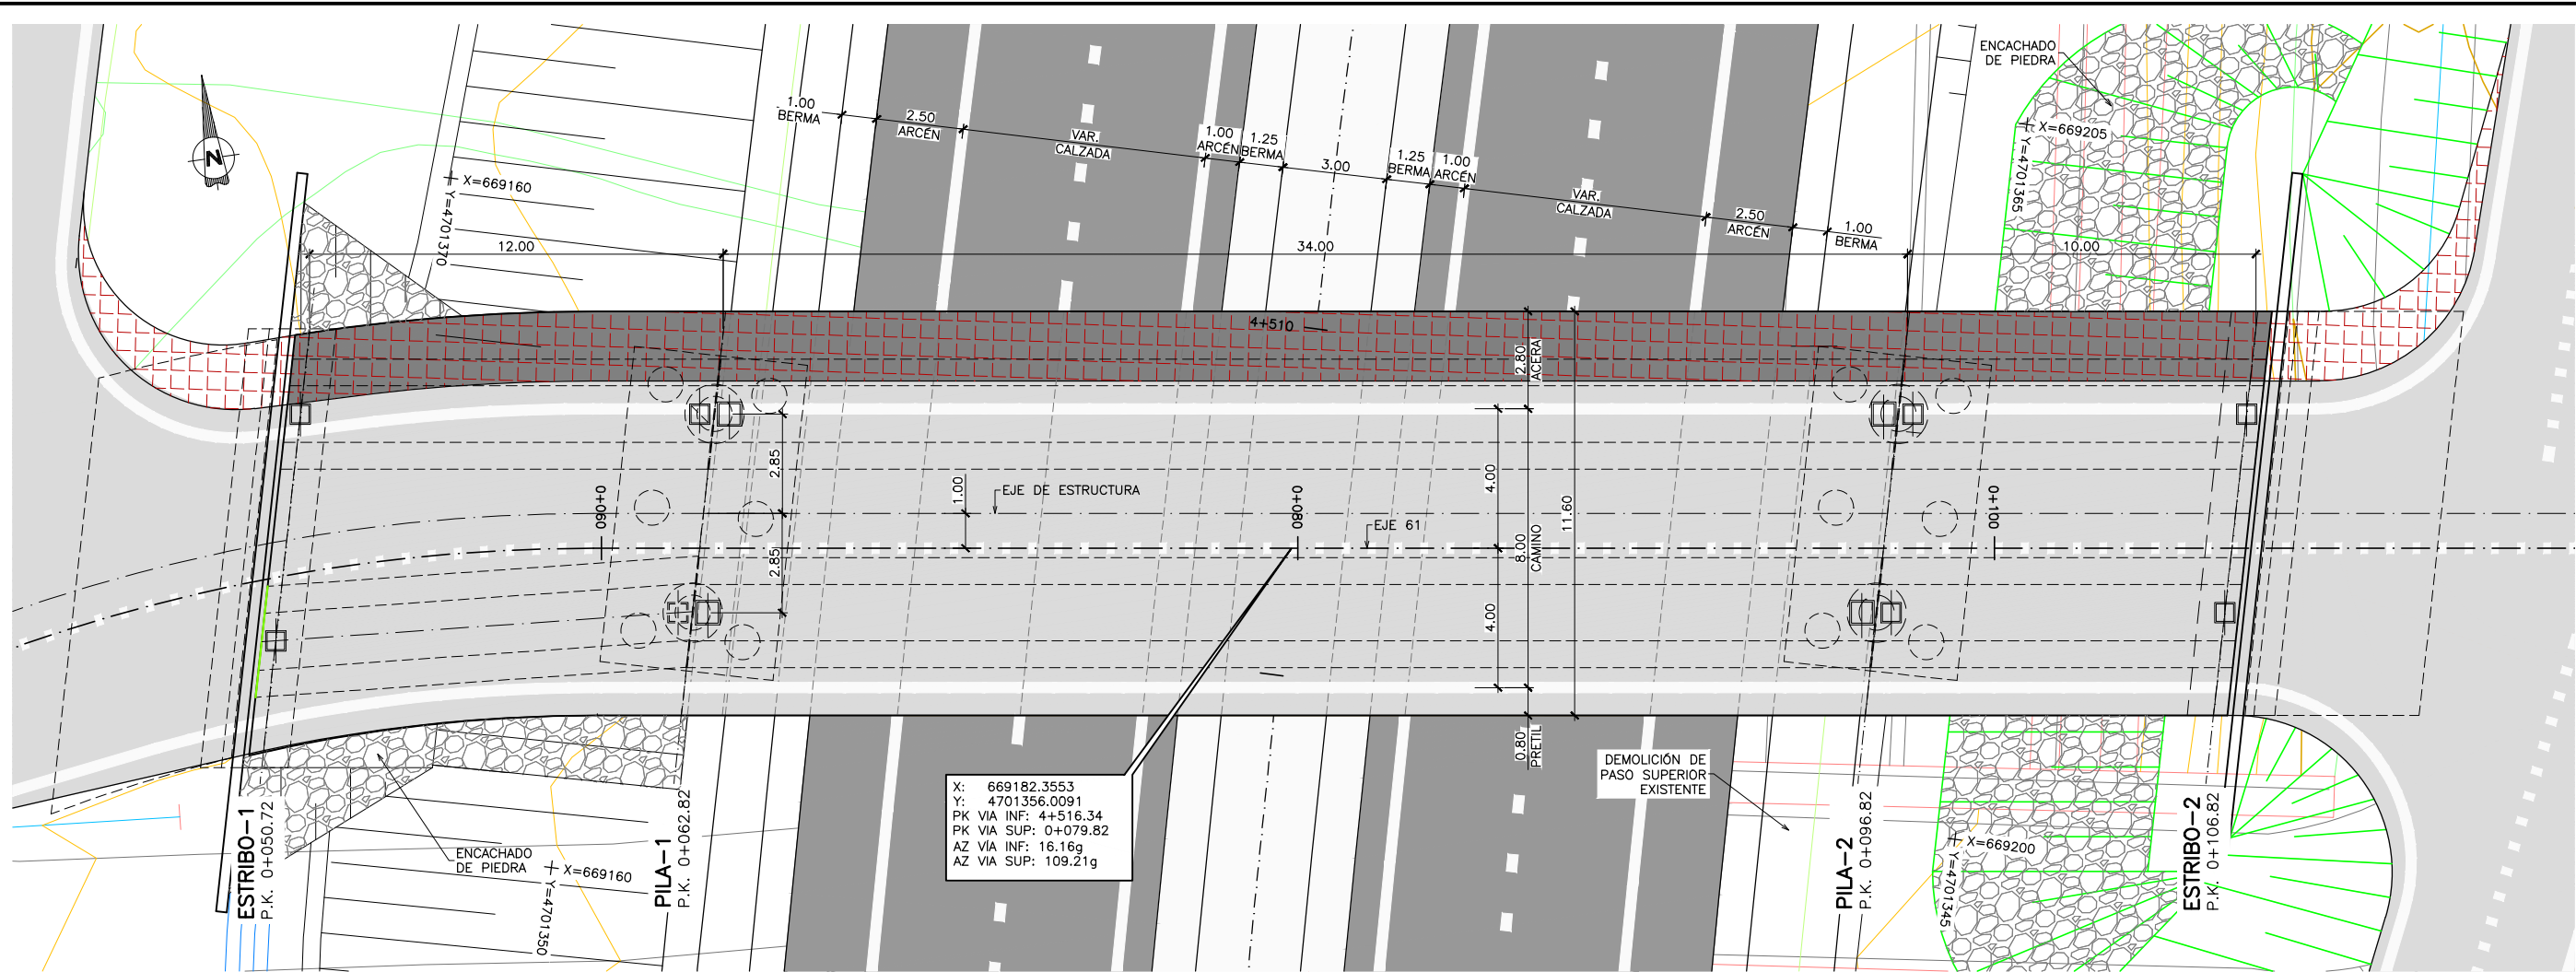 ENCACHADO
DE PIEDRA
N
1.00
BERMA
2.50
ARCÉN
VAR.
CALZADA
1.00
ARCÉN
1.25
BERMA
3.00
1.25
BERMA
1.00
ARCÉN
VAR.
CALZADA
2.50
ARCÉN
1.00
BERMA
X=669160
Y=4701370
X=669205
Y=4701365
12.00
34.00
10.00
4+510
2.80
ACERA
2.85
2.85
1.00
EJE DE ESTRUCTURA
EJE 61
0+060
0+080
0+100
4.00
4.00
8.00
CAMINO
11.60
0.80
PRETIL
X: 669182.3553
Y: 4701356.0091
PK VIA INF: 4+516.34
PK VIA SUP: 0+079.82
AZ VÍA INF: 16.16g
AZ VIA SUP: 109.21g
DEMOLICIÓN DE
PASO SUPERIOR
EXISTENTE
ENCACHADO
DE PIEDRA
X=669160
Y=4701350
X=669200
Y=4701345
ESTRIBO-1
P.K. 0+050.72
PILA-1
P.K. 0+062.82
PILA-2
P.K. 0+096.82
ESTRIBO-2
P.K. 0+106.82